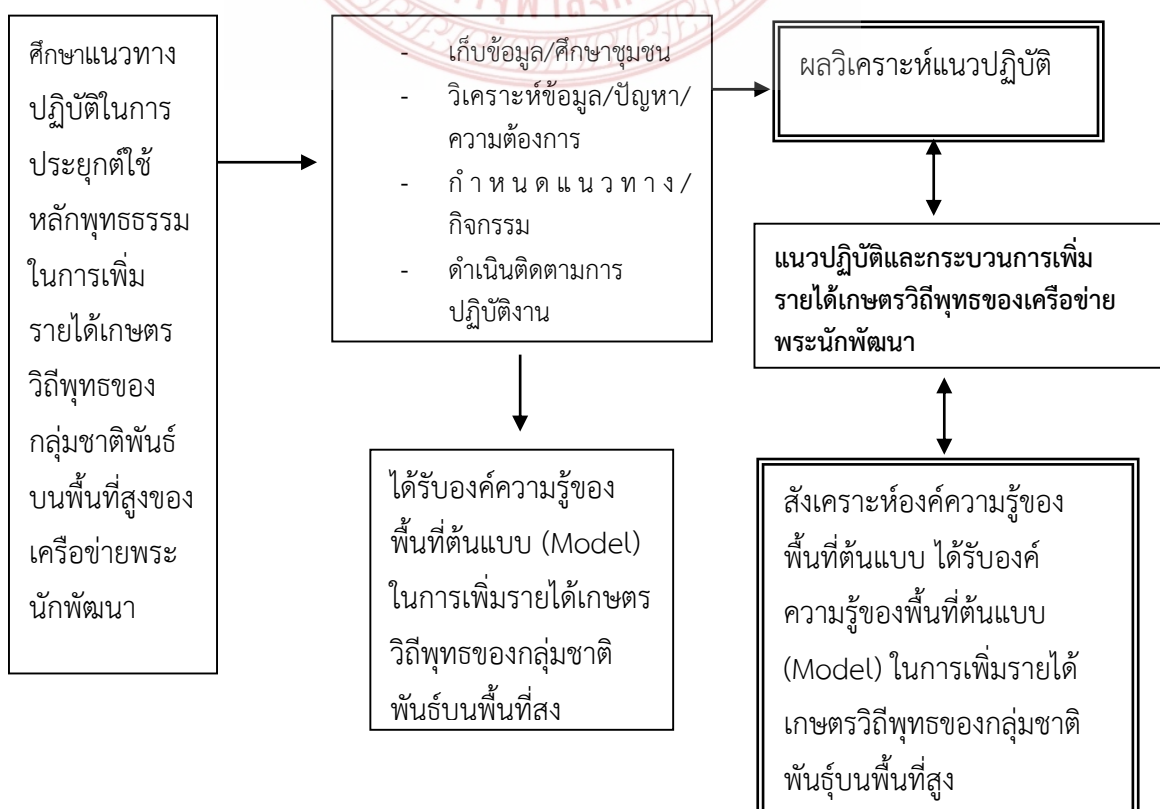 ศึกษาแนวทาง
ปฏิบัติในการ
ประยุกต์ใช้
หลักพุทธธรรม
ในการเพิ่ม
รายได้เกษตร
วิถีพุทธของ
กลุ่มชาติพันธ์
บนพื้นที่สูงของ
เครือข่ายพระ
นักพัฒนา
- เก็บข้อมูล/ศึกษาชุมชน
- วิเคราะห์ข้อมูล/ปัญหา/
ความต้องการ
- กำหนดแนวทาง/
กิจกรรม
- ดำเนินติดตามการ
ปฏิบัติงาน
ได้รับองค์ความรู้ของ
พื้นที่ต้นแบบ (Model)
ในการเพิ่มรายได้เกษตร
วิถีพุทธของกลุ่มชาติ
พันธ์บนพื้นที่สูง
ผลวิเคราะห์แนวปฏิบัติ
แนวปฏิบัติและกระบวนการเพิ่ม
รายได้เกษตรวิถีพุทธของเครือข่าย
พระนักพัฒนา
สังเคราะห์องค์ความรู้ของ
พื้นที่ต้นแบบ ได้รับองค์
ความรู้ของพื้นที่ต้นแบบ
(Model) ในการเพิ่มรายได้
เกษตรวิถีพุทธของกลุ่มชาติ
พันธุ์บนพื้นที่สูง